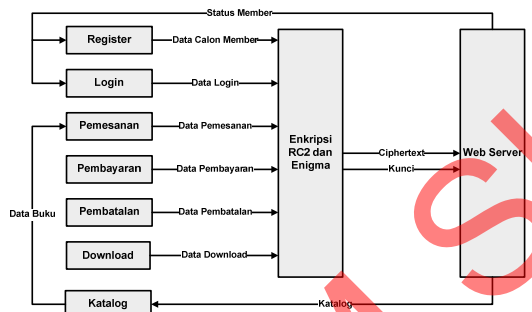 Status Member
Register
Data Calon Member
Login
Data Login
Pemesanan
Data Pemesanan
Enkripsi
RC2 dan
Enigma
Ciphertext
Web Server
Kunci
Pembayaran
Data Pembayaran
Data Buku
Pembatalan
Data Pembatalan
Download
Data Download
Katalog
Katalog